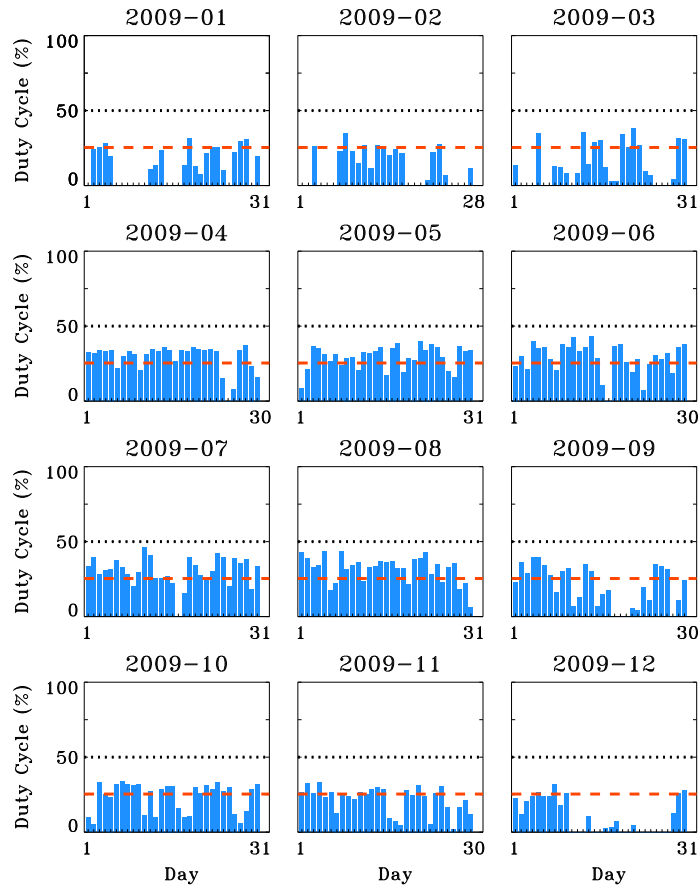 2009-01 2009-02 2009-03
Duty Cycle (%)
100
50
0
1 31 1 28 1 31
2009-04 2009-05 2009-06
Duty Cycle (%)
100
50
0
1 30 1 31 1 30
2009-07 2009-08 2009-09
Duty Cycle (%)
100
50
0
1 31 1 31 1 30
2009-10 2009-11 2009-12
Duty Cycle (%)
100
50
0
1 31 1 30 1 31
Day Day Day